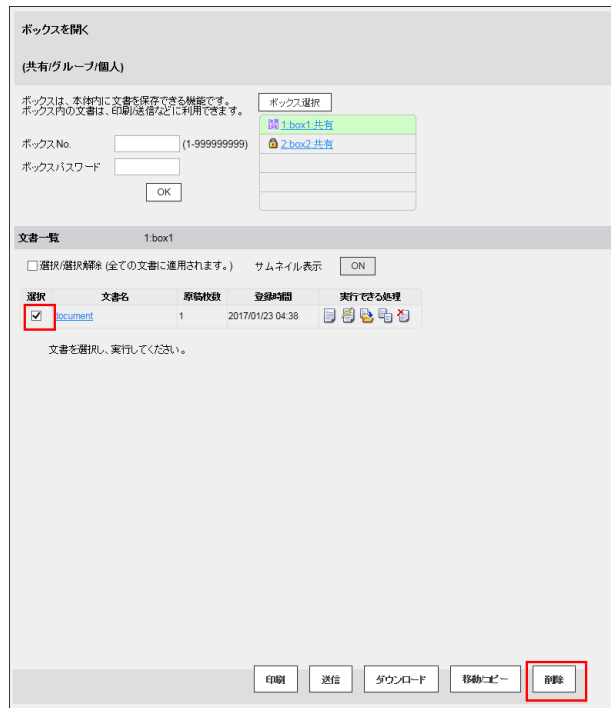 ボックスを開く
(共有/グループ/個人)
ボックスは、本体内に文書を保存できる機能です。
ボックス内の文書は、印刷/送信などに利用できます。
ボックス選択
1:box1:共有
2:box2:共有
ボックスNo.
(1-999999999)
ボックスパスワード
OK
文書一覧 1:box1
選択/選択解除 (全ての文書に適用されます。) サムネイル表示 ON
選択 文書名 原稿枚数 登録時間 実行できる処理
document 1 2017/01/23 04:38
文書を選択し、実行してください。
印刷 送信 ダウンロード 移動/コピー 削除